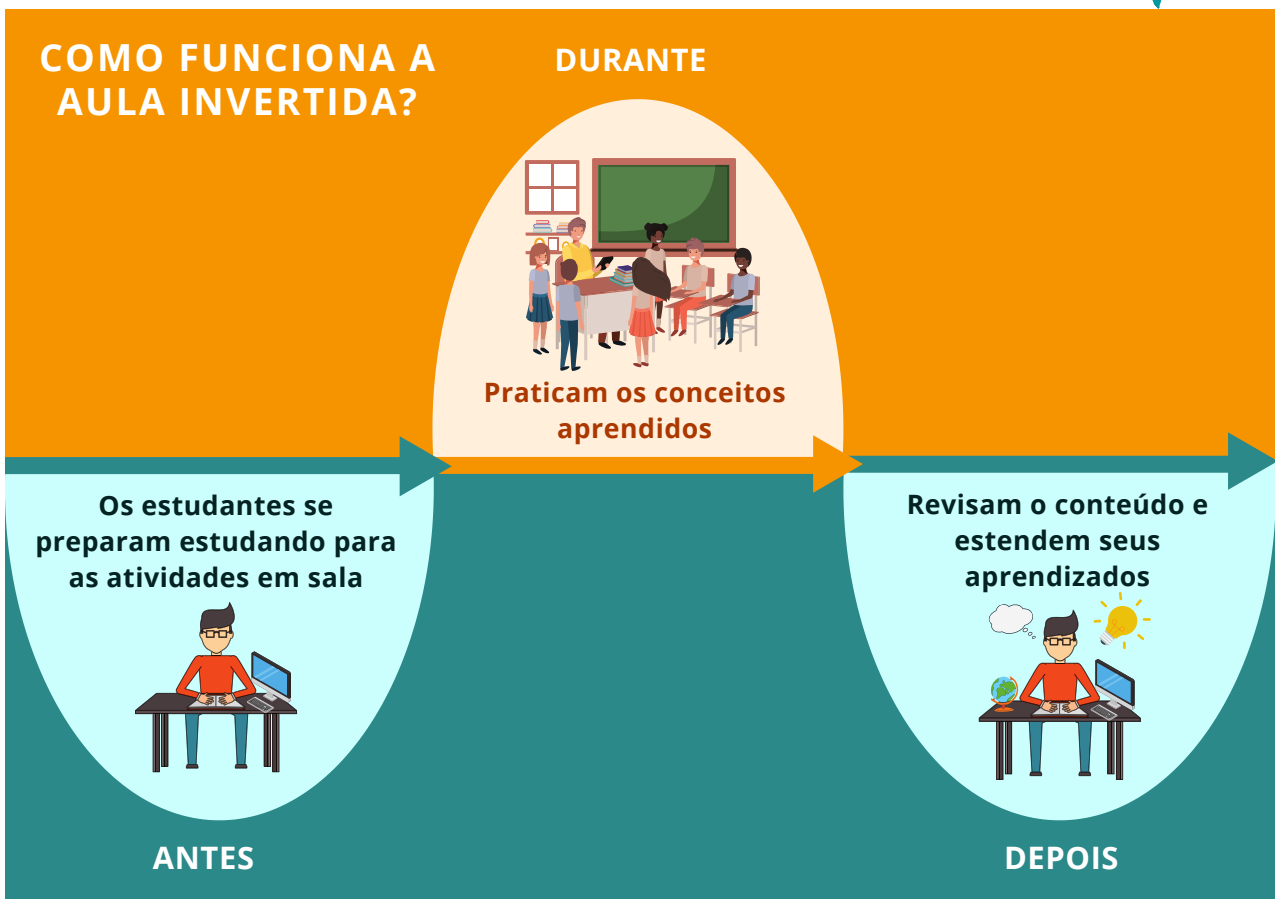 COMO FUNCIONA A
AULA INVERTIDA?
DURANTE
Praticam os conceitos
aprendidos
Os estudantes se
preparam estudando para
as atividades em sala
ANTES
Revisam o conteúdo e
estendem seus
aprendizados
DEPOIS